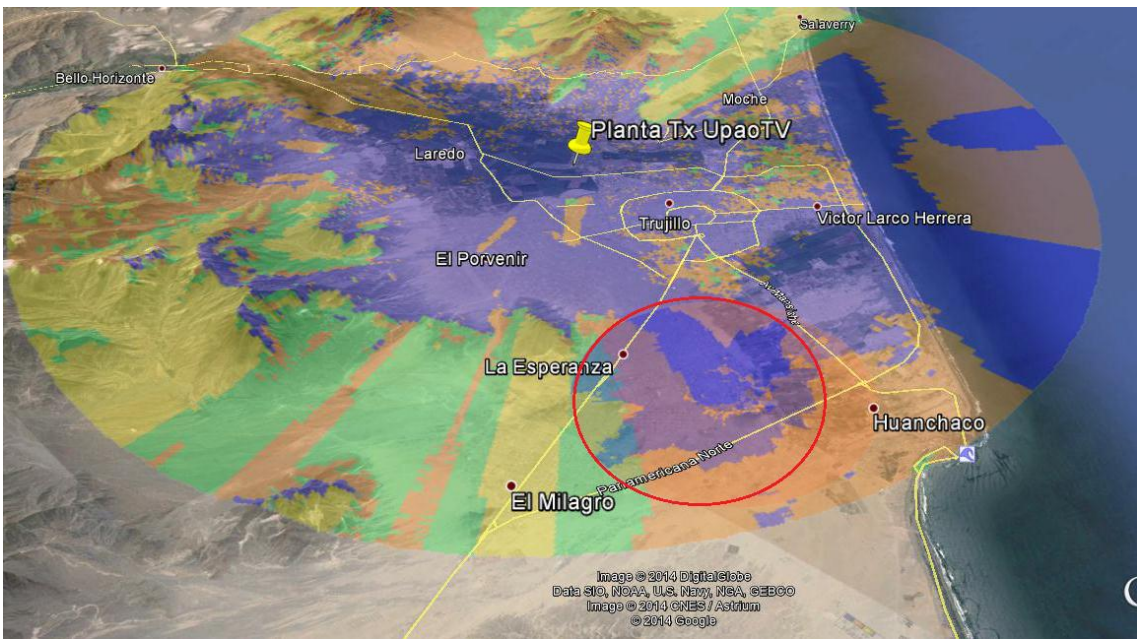 Salaverry
Bello Horizonte
Moche
Planta Tx UpaoTV
Laredo
Trujillo
Victor Larco Herrera
El Porvenir
La Esperanza
Huanchaco
Panamericana Norte
El Milagro
Image © 2014 DigitalGlobe
Data SIO, NOAA, U.S. Navy, NGA, GEBCO
Image © 2014 CNES / Astrium
© 2014 Google